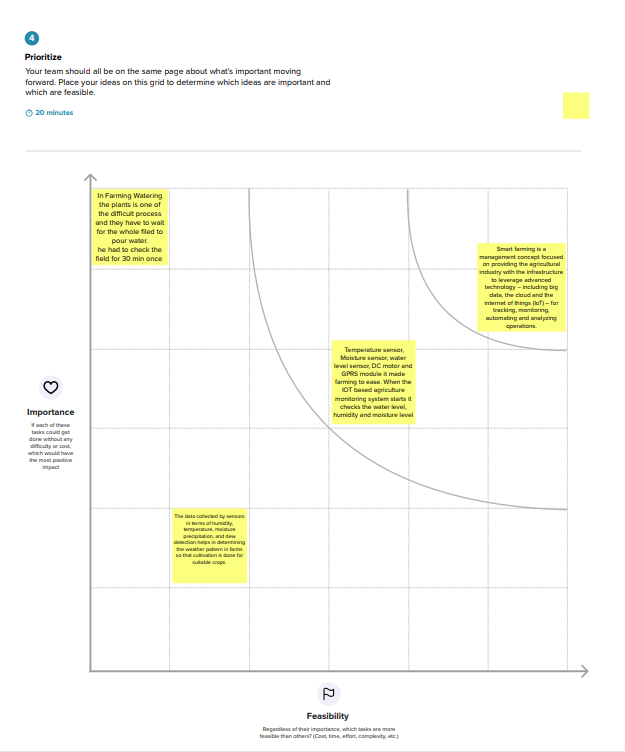 4
Prioritize
Your team should all be on the same page about what's important moving
forward. Place your ideas on this grid to determine which ideas are important and
which are feasible.
20 minutes
In Farming Watering
the plants is one of
the difficult process
and they have to wait
for the whole filed to
pour water.
he had to check the
field for 30 min once
Smart farming is a
management concept focused
on providing the agricultural
industry with the infrastructure
to leverage advanced
technology – including big
data, the cloud and the
internet of things (IoT) – for
tracking, monitoring,
automating and analyzing
operations.
Temperature sensor,
Moisture sensor, water
level sensor, DC motor and
GPRS module it made
farming to ease. When the
IOT based agriculture
monitoring system starts it
checks the water level,
humidity and moisture level
Importance
If each of these
tasks could get
done without any
difficulty or cost,
which would have
the most positive
impact
The data collected by sensors
in terms of humidity,
temperature, moisture
precipitation, and dew
detection helps in determining
the weather pattern in farms
so that cultivation is done for
suitable crops.
Feasibility
Regardless of their importance, which tasks are more
feasible than others? (Cost, time, effort, complexity, etc.)